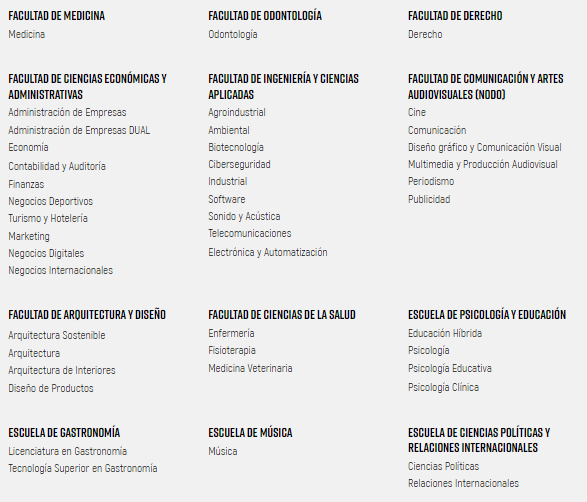 FACULTAD DE MEDICINA
Medicina
FACULTAD DE ODONTOLOGÍA
Odontología
FACULTAD DE DERECHO
Derecho
FACULTAD DE CIENCIAS ECONÓMICAS Y
ADMINISTRATIVAS
Administración de Empresas
Administración de Empresas DUAL
Economía
Contabilidad y Auditoría
Finanzas
Negocios Deportivos
Turismo y Hotelería
Marketing
Negocios Digitales
Negocios Internacionales
FACULTAD DE INGENIERÍA Y CIENCIAS
APLICADAS
Agroindustrial
Ambiental
Biotecnología
Ciberseguridad
Industrial
Software
Sonido y Acústica
Telecomunicaciones
Electrónica y Automatización
FACULTAD DE COMUNICACIÓN Y ARTES
AUDIOVISUALES (NODO)
Cine
Comunicación
Diseño gráfico y Comunicación Visual
Multimedia y Producción Audiovisual
Periodismo
Publicidad
FACULTAD DE ARQUITECTURA Y DISEÑO
Arquitectura Sostenible
Arquitectura
Arquitectura de Interiores
Diseño de Productos
FACULTAD DE CIENCIAS DE LA SALUD
Enfermería
Fisioterapia
Medicina Veterinaria
ESCUELA DE PSICOLOGÍA Y EDUCACIÓN
Educación Híbrida
Psicología
Psicología Educativa
Psicología Clínica
ESCUELA DE GASTRONOMÍA
Licenciatura en Gastronomía
Tecnología Superior en Gastronomía
ESCUELA DE MÚSICA
Música
ESCUELA DE CIENCIAS POLÍTICAS Y
RELACIONES INTERNACIONALES
Ciencias Políticas
Relaciones Internacionales